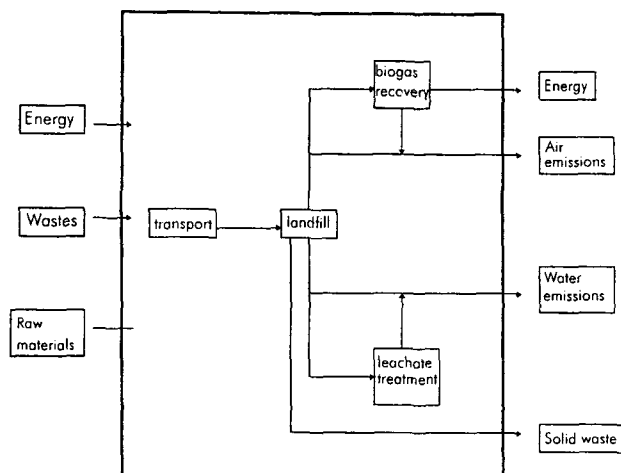 biogas
recovery
Energy
Energy
Air
emissions
Wastes
transport
landfill
Water
emissions
Raw
materials
leachate
treatment
Solid waste